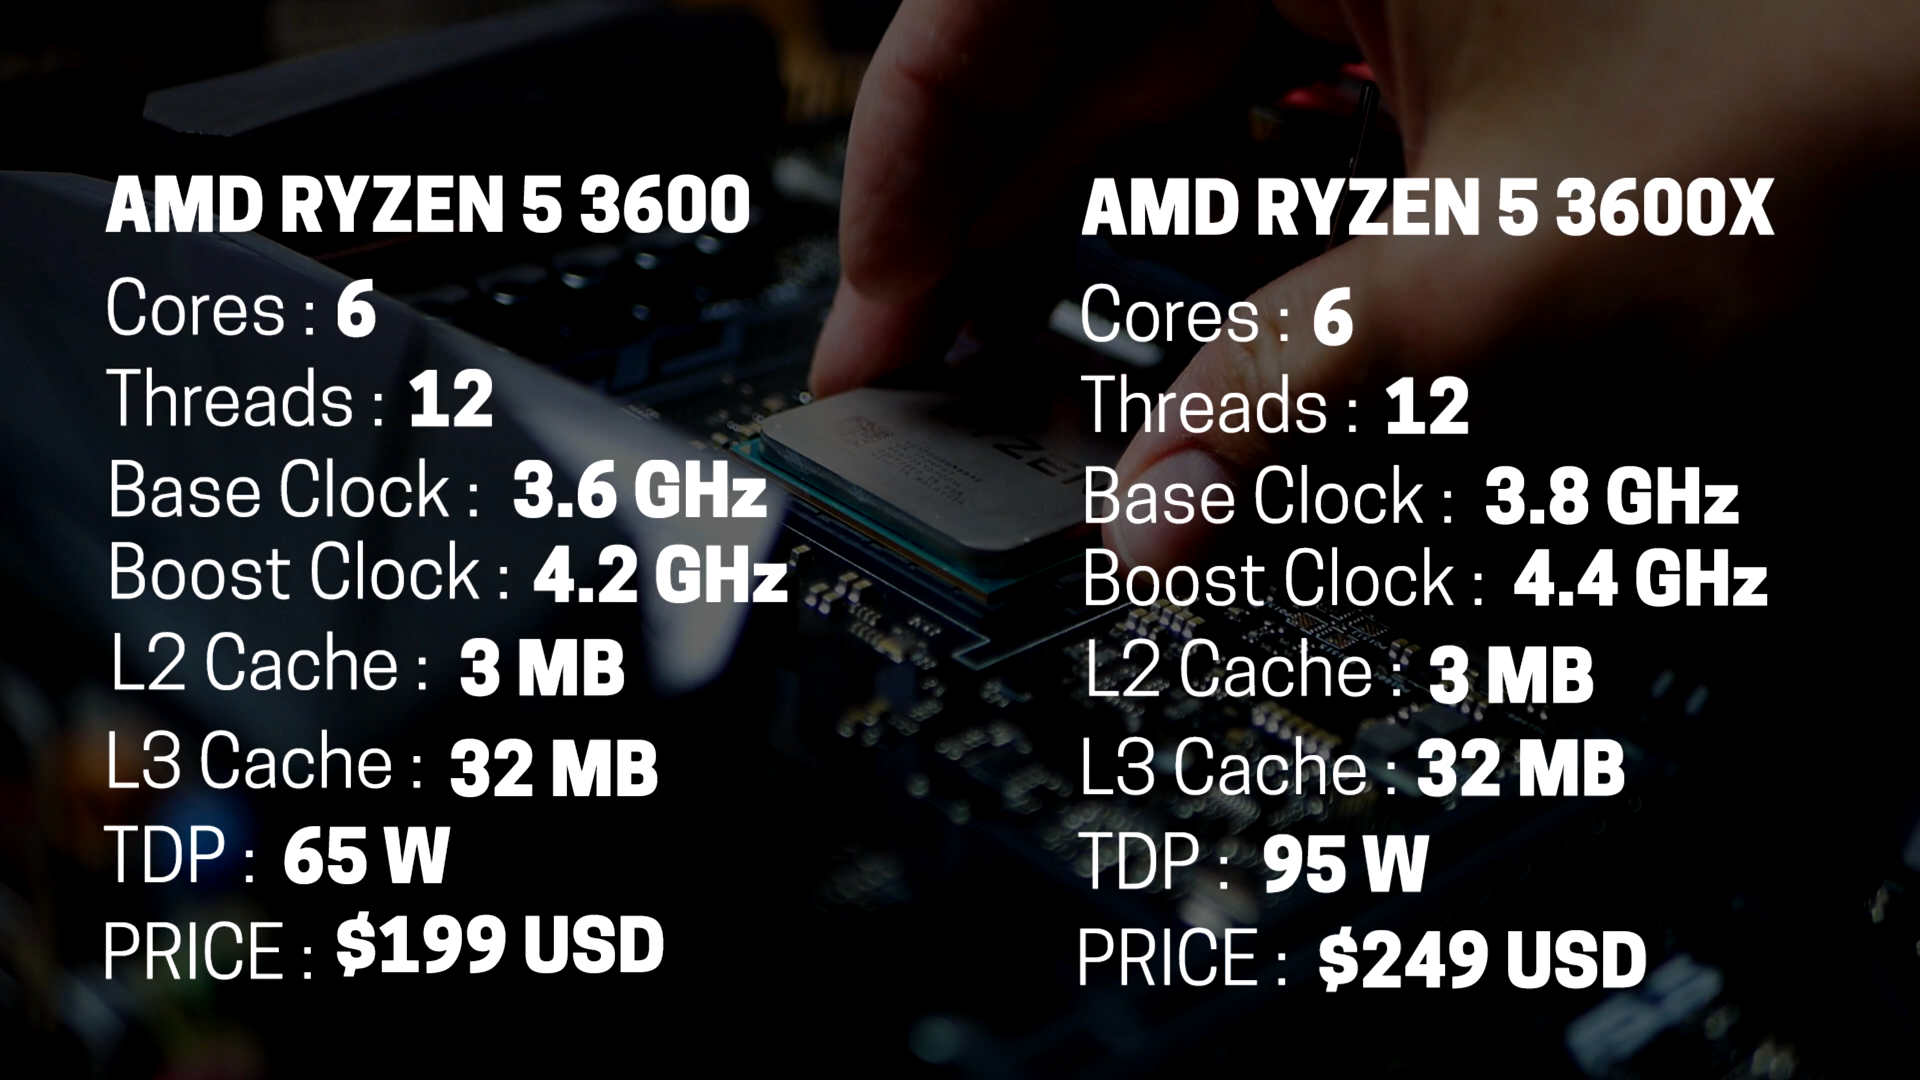 AMD RYZEN 5 3600
Cores : 6
Threads : 12
Base Clock : 3.6 GHz
Boost Clock : 4.2 GHz
L2 Cache : 3 MB
L3 Cache : 32 MB
TDP : 65 W
PRICE : $199 USD
AMD RYZEN 5 3600X
Cores : 6
Threads : 12
Base Clock : 3.8 GHz
Boost Clock : 4.4 GHz
L2 Cache : 3 MB
L3 Cache : 32 MB
TDP : 95 W
PRICE : $249 USD